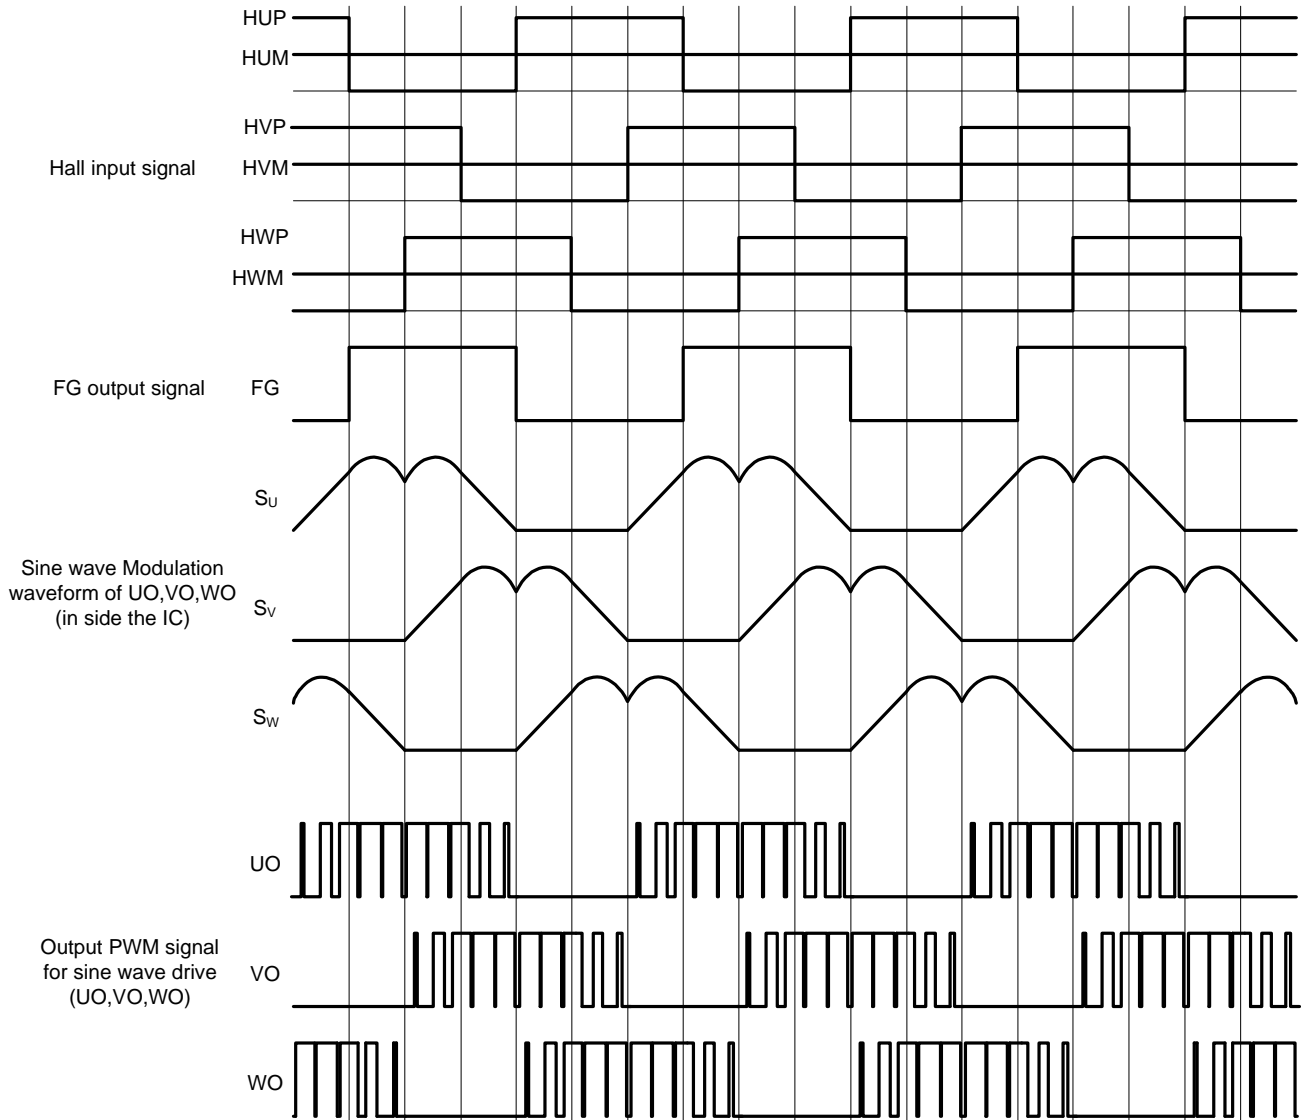 HUP
HUM
HVP
Hall input signal
HVM
HWP
HWM
FG output signal
FG
SU
Sine wave Modulation
waveform of UO,VO,WO
(in side the IC)
SV
SW
UO
Output PWM signal
for sine wave drive
(UO,VO,WO)
VO
WO